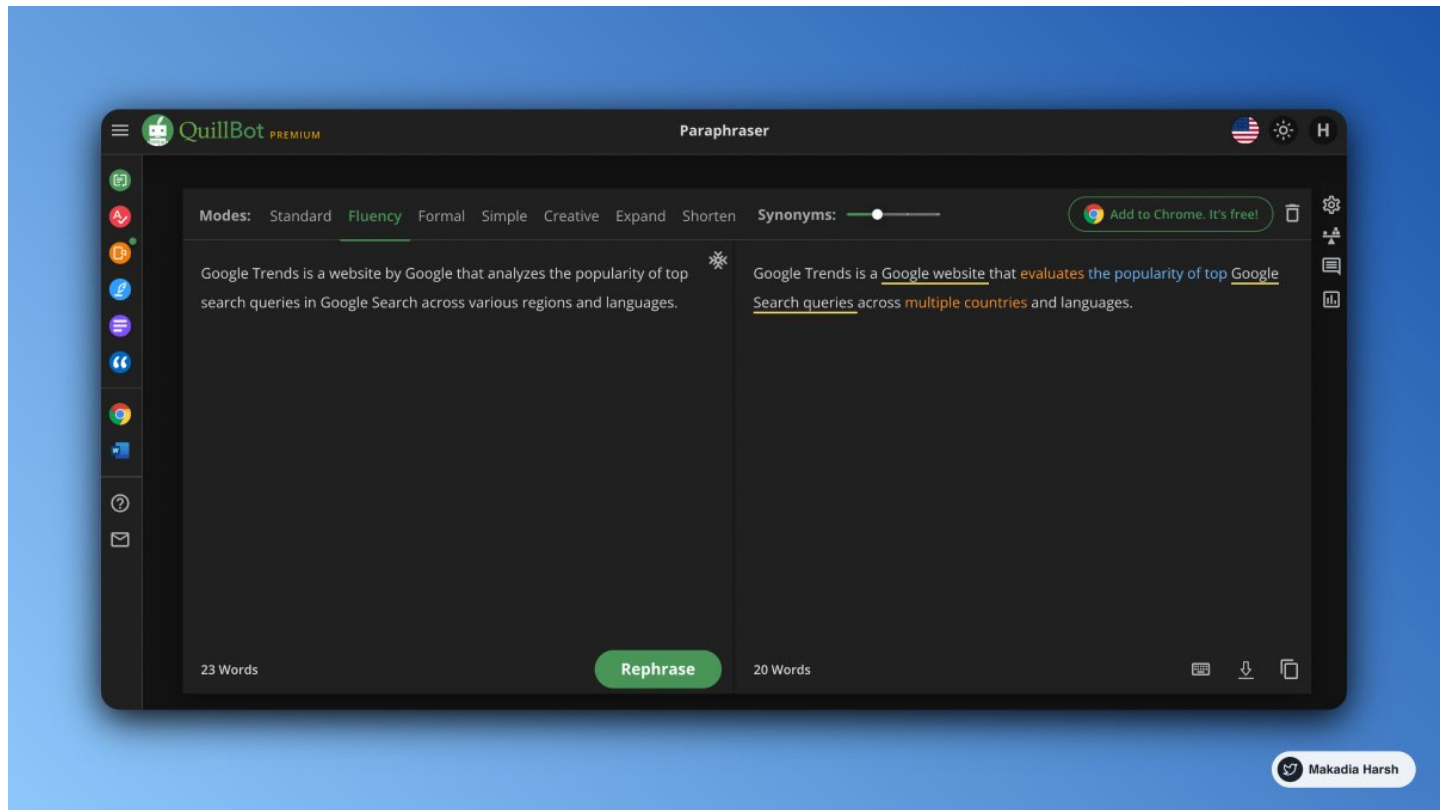 QuillBot PREMIUM
Paraphraser
H
Modes: Standard Fluency Formal Simple Creative Expand Shorten
Synonyms:
Add to Chrome. It's free!
Google Trends is a website by Google that analyzes the popularity of top
search queries in Google Search across various regions and languages.
Google Trends is a Google website that evaluates the popularity of top Google
Search queries across multiple countries and languages.
23 Words
Rephrase
20 Words
Makadia Harsh